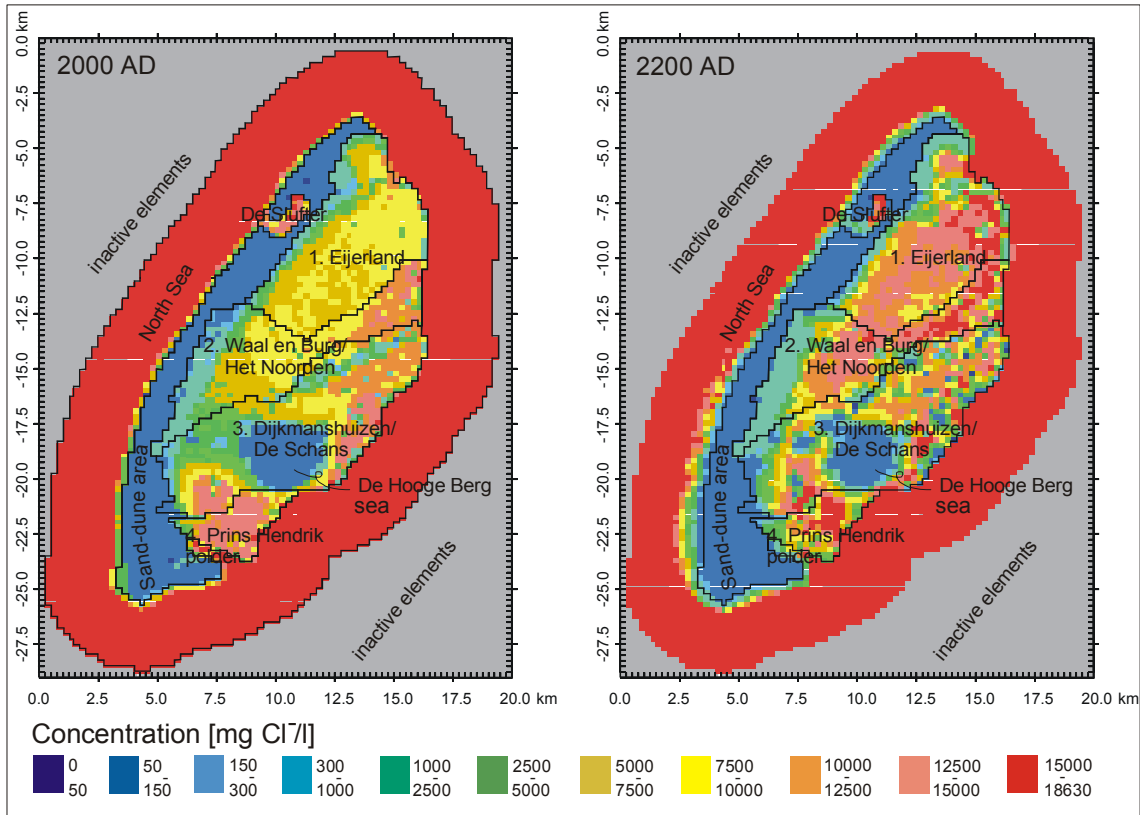 0.0 km
-2.5
-5.0
-7.5
-10.0
-12.5
-15.0
-17.5
-20.0
-22.5
-25.0
-27.5
2000 AD
inactive elements
North Sea
De Slufter
1. Eijerland
2. Waal en Burg/
Het Noorden
3. Dijkmanshuizen/
De Schans
De Hooge Berg
sea
Sand-dune area
4. Prins Hendrik
polder
inactive elements
0.0 2.5 5.0 7.5 10.0 12.5 15.0 17.5 20.0 km
0.0 km
-2.5
-5.0
-7.5
-10.0
-12.5
-15.0
-17.5
-20.0
-22.5
-25.0
-27.5
2200 AD
inactive elements
North Sea
De Slufter
1. Eijerland
2. Waal en Burg/
Het Noorden
3. Dijkmanshuizen/
De Schans
De Hooge Berg
sea
Sand-dune area
4. Prins Hendrik
polder
inactive elements
0.0 2.5 5.0 7.5 10.0 12.5 15.0 17.5 20.0 km
Concentration [mg Cl⁻/l]
0 50 150 300 1000 2500 5000 7500 10000 12500 15000
- - - - - - - - -
50 150 300 1000 2500 5000 7500 10000 12500 15000 18630